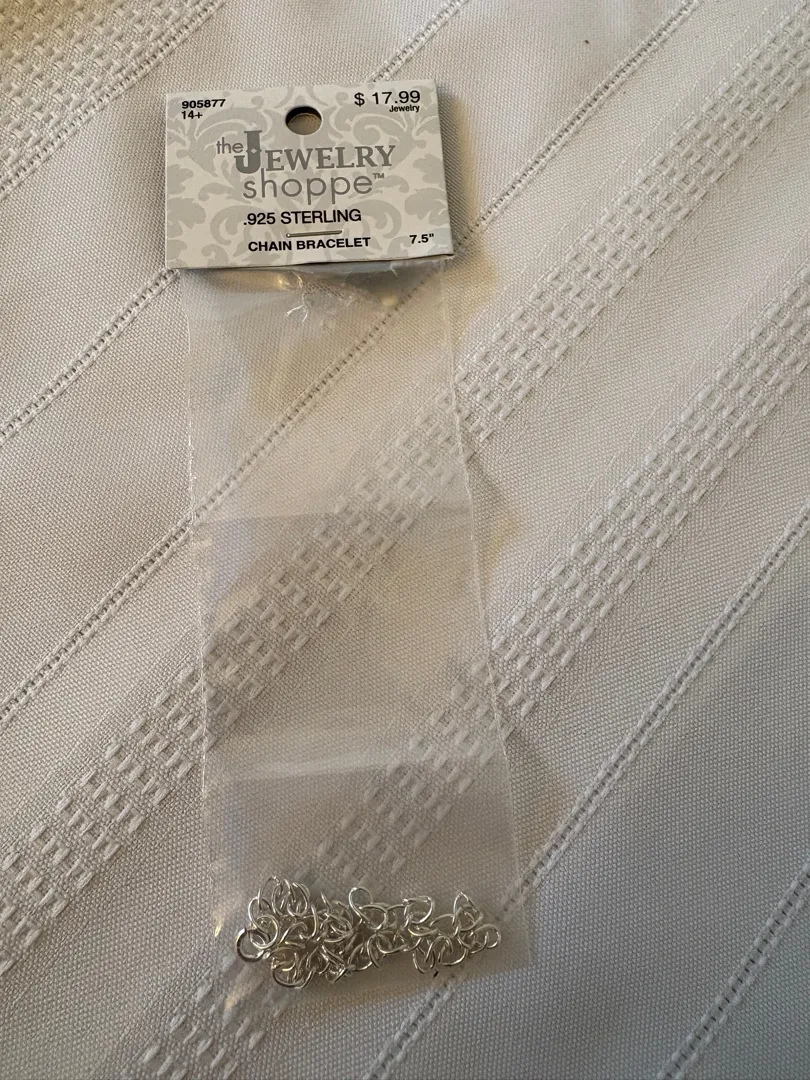 905877
$ 17.99
14+
Jewelry
the JEWELRY
shoppe™
.925 STERLING
CHAIN BRACELET
7.5"